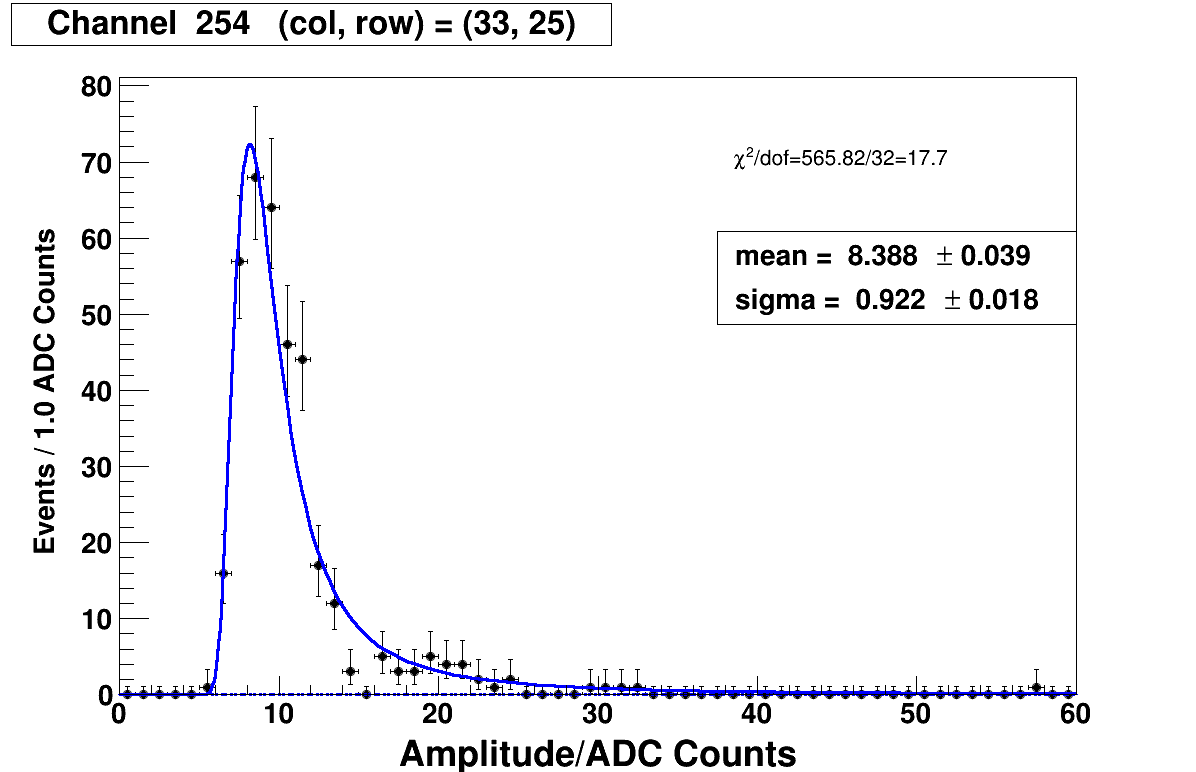 Channel 254 (col, row) = (33, 25)
80
70
60
50
40
30
20
10
0
Events / 1.0 ADC Counts
χ²/dof=565.82/32=17.7
mean = 8.388 ± 0.039
sigma = 0.922 ± 0.018
0 10 20 30 40 50 60
Amplitude/ADC Counts